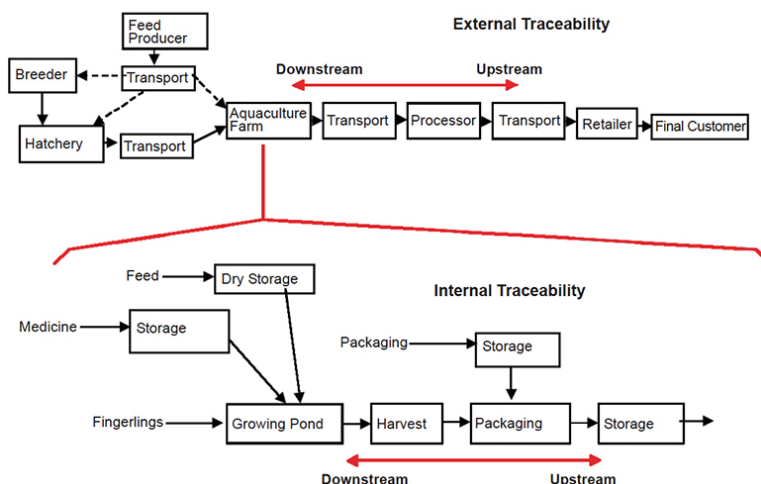 Feed
Producer
External Traceability
Breeder
Transport
Downstream
Upstream
Aquaculture
Farm
Transport
Processor
Transport
Retailer
Final Customer
Hatchery
Transport
Feed
Dry Storage
Internal Traceability
Medicine
Storage
Packaging
Storage
Fingerlings
Growing Pond
Harvest
Packaging
Storage
Downstream
Upstream